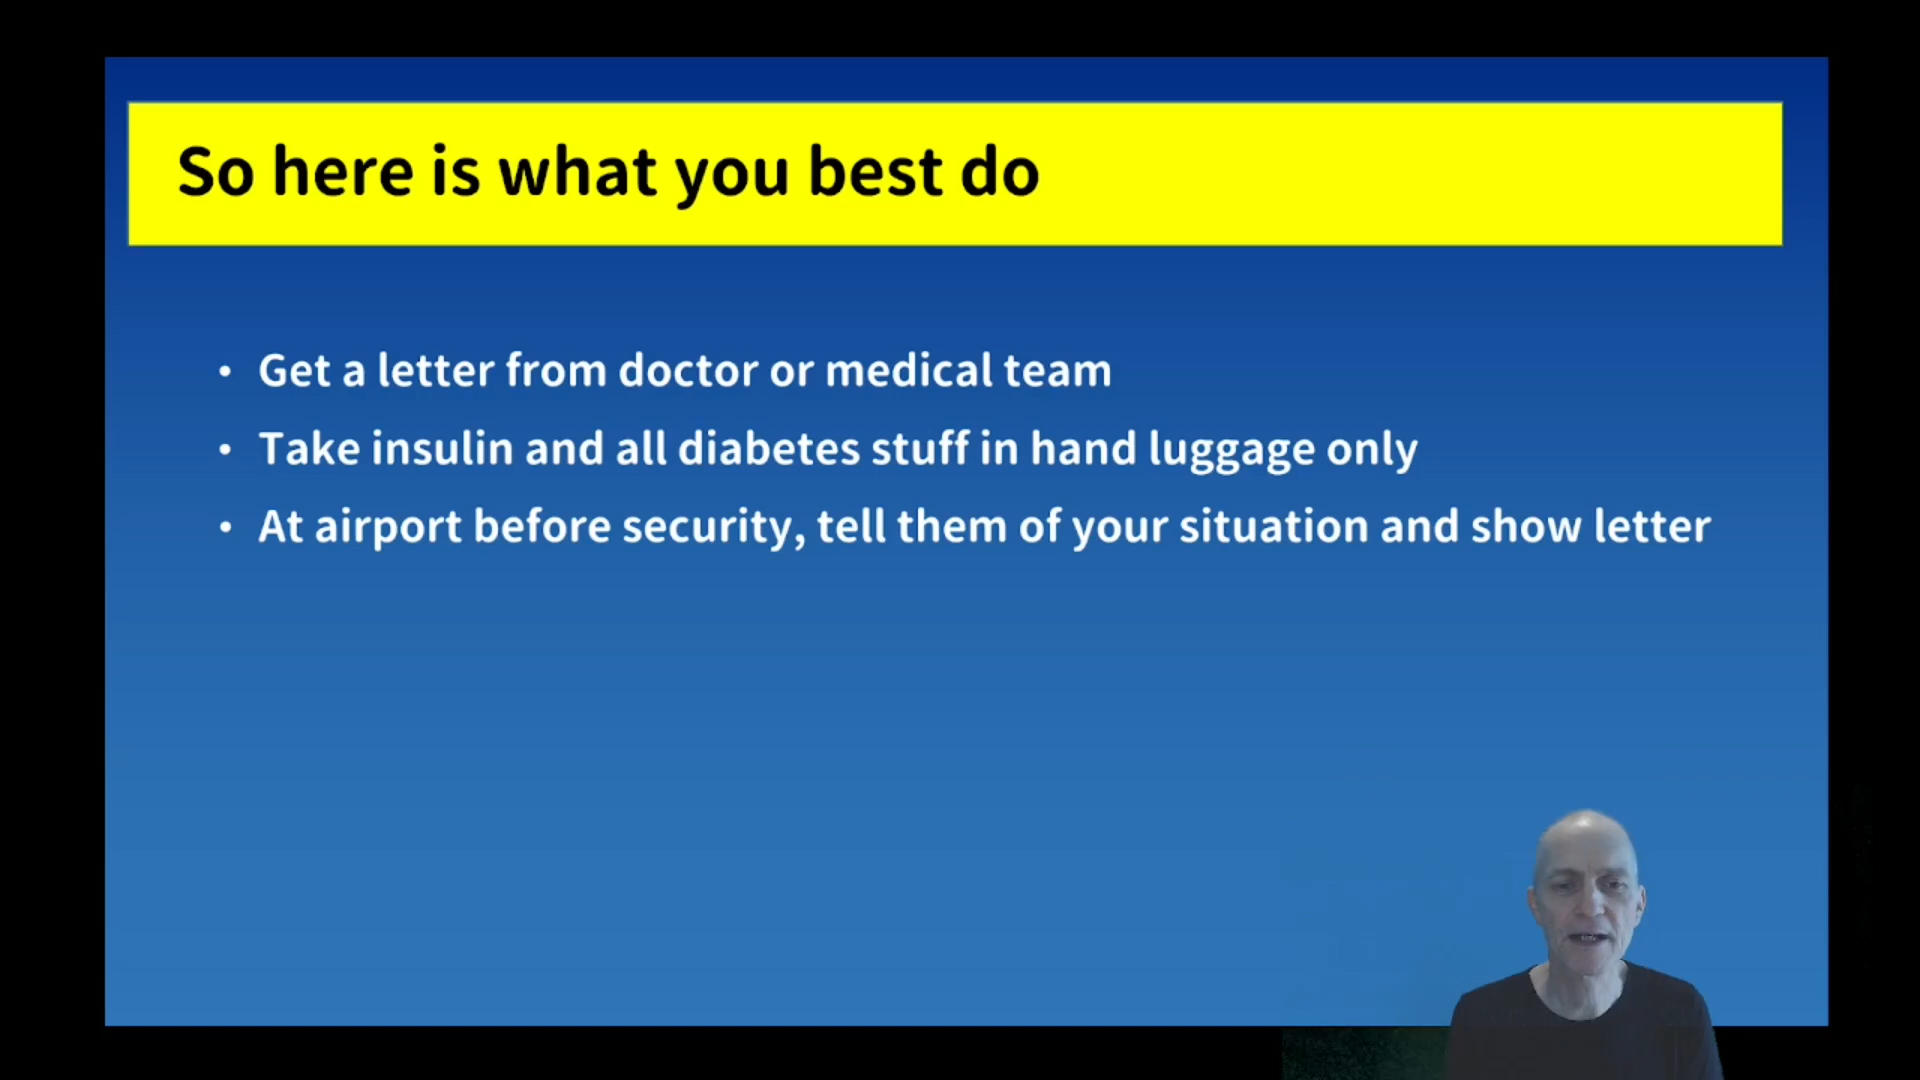 So here is what you best do
• Get a letter from doctor or medical team
• Take insulin and all diabetes stuff in hand luggage only
• At airport before security, tell them of your situation and show letter